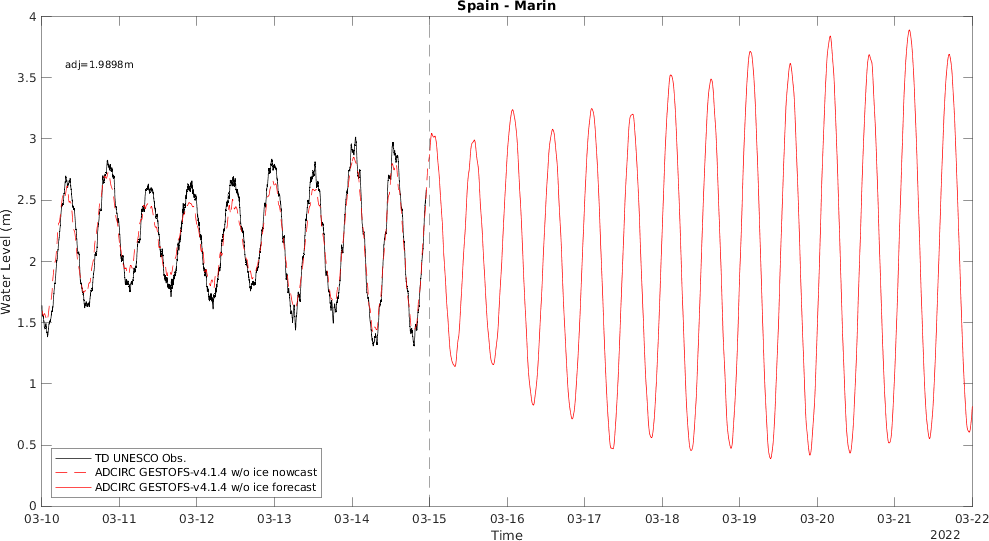 Spain - Marin
adj=1.9898m
Water Level (m)
4
3.5
3
2.5
2
1.5
1
0.5
0
TD UNESCO Obs.
ADCIRC GESTOFS-v4.1.4 w/o ice nowcast
ADCIRC GESTOFS-v4.1.4 w/o ice forecast
03-10 03-11 03-12 03-13 03-14 03-15 03-16 03-17 03-18 03-19 03-20 03-21 03-22
Time
2022